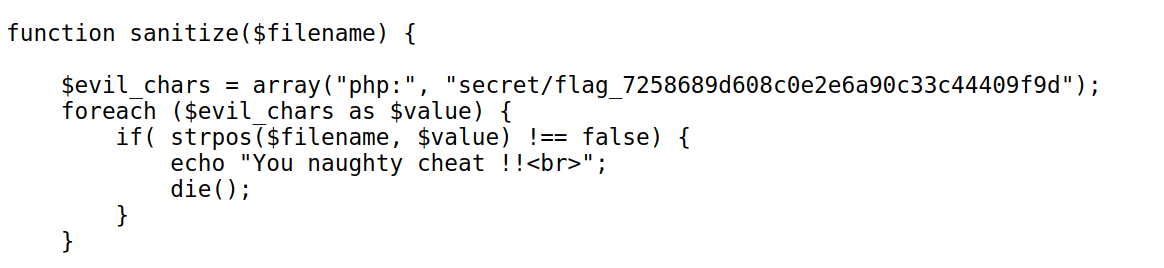 function sanitize($filename) {
    $evil_chars = array("php:", "secret/flag_7258689d608c0e2e6a90c33c44409f9d");
    foreach ($evil_chars as $value) {
        if( strpos($filename, $value) !== false) {
            echo "You naughty cheat !!<br>";
            die();
        }
    }